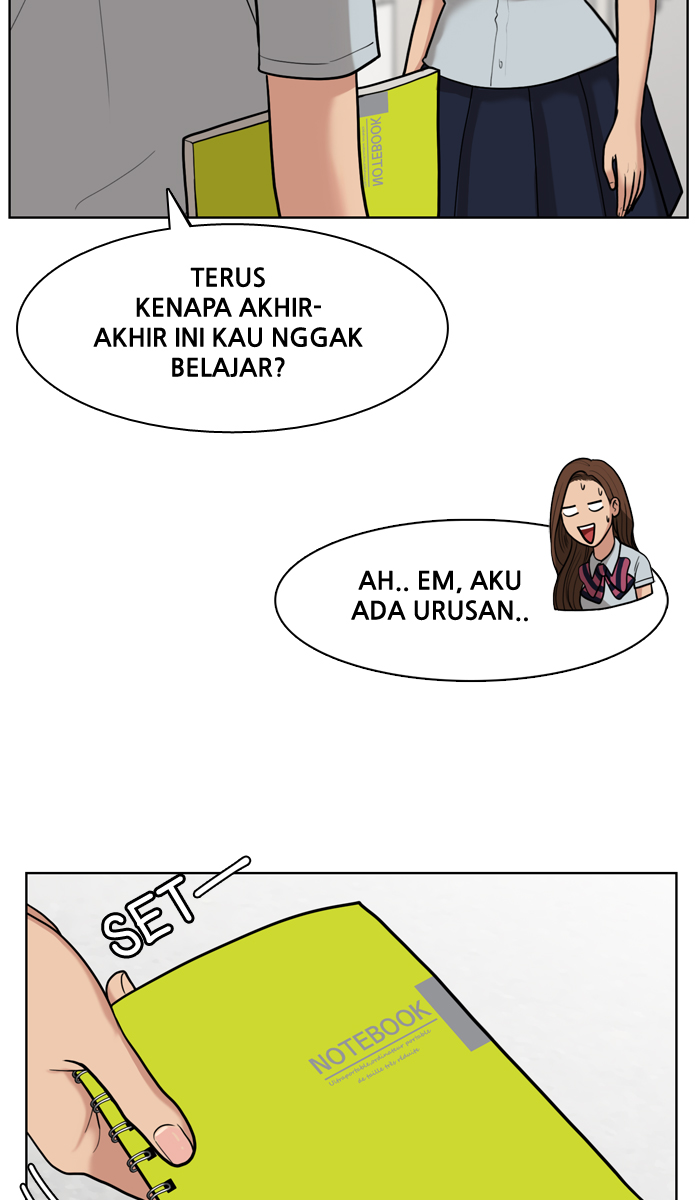 NOTEBOOK
TERUS
KENAPA AKHIR-
AKHIR INI KAU NGGAK
BELAJAR?
AH.. EM, AKU
ADA URUSAN..
SET
NOTEBOOK